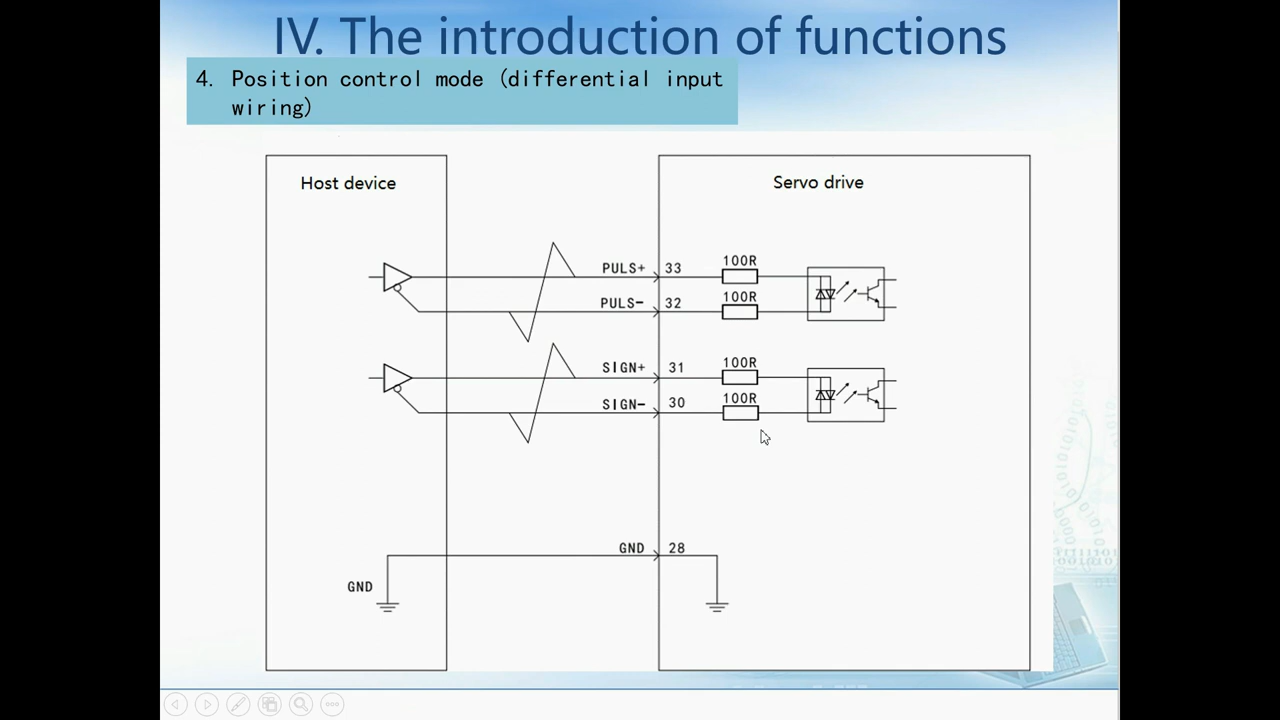 IV. The introduction of functions
4. Position control mode (differential input
wiring)
Host device
Servo drive
PULS+ 33 100R
PULS- 32 100R
SIGN+ 31 100R
SIGN- 30 100R
GND 28
GND